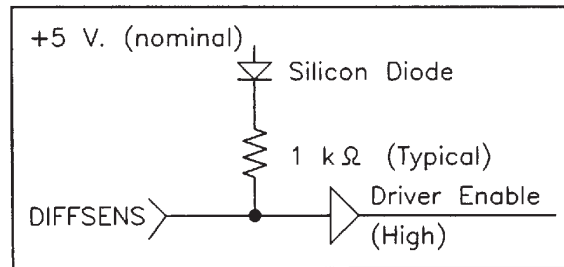 +5 V. (nominal)
Silicon Diode
1 kΩ (Typical)
DIFFSENS
Driver Enable
(High)